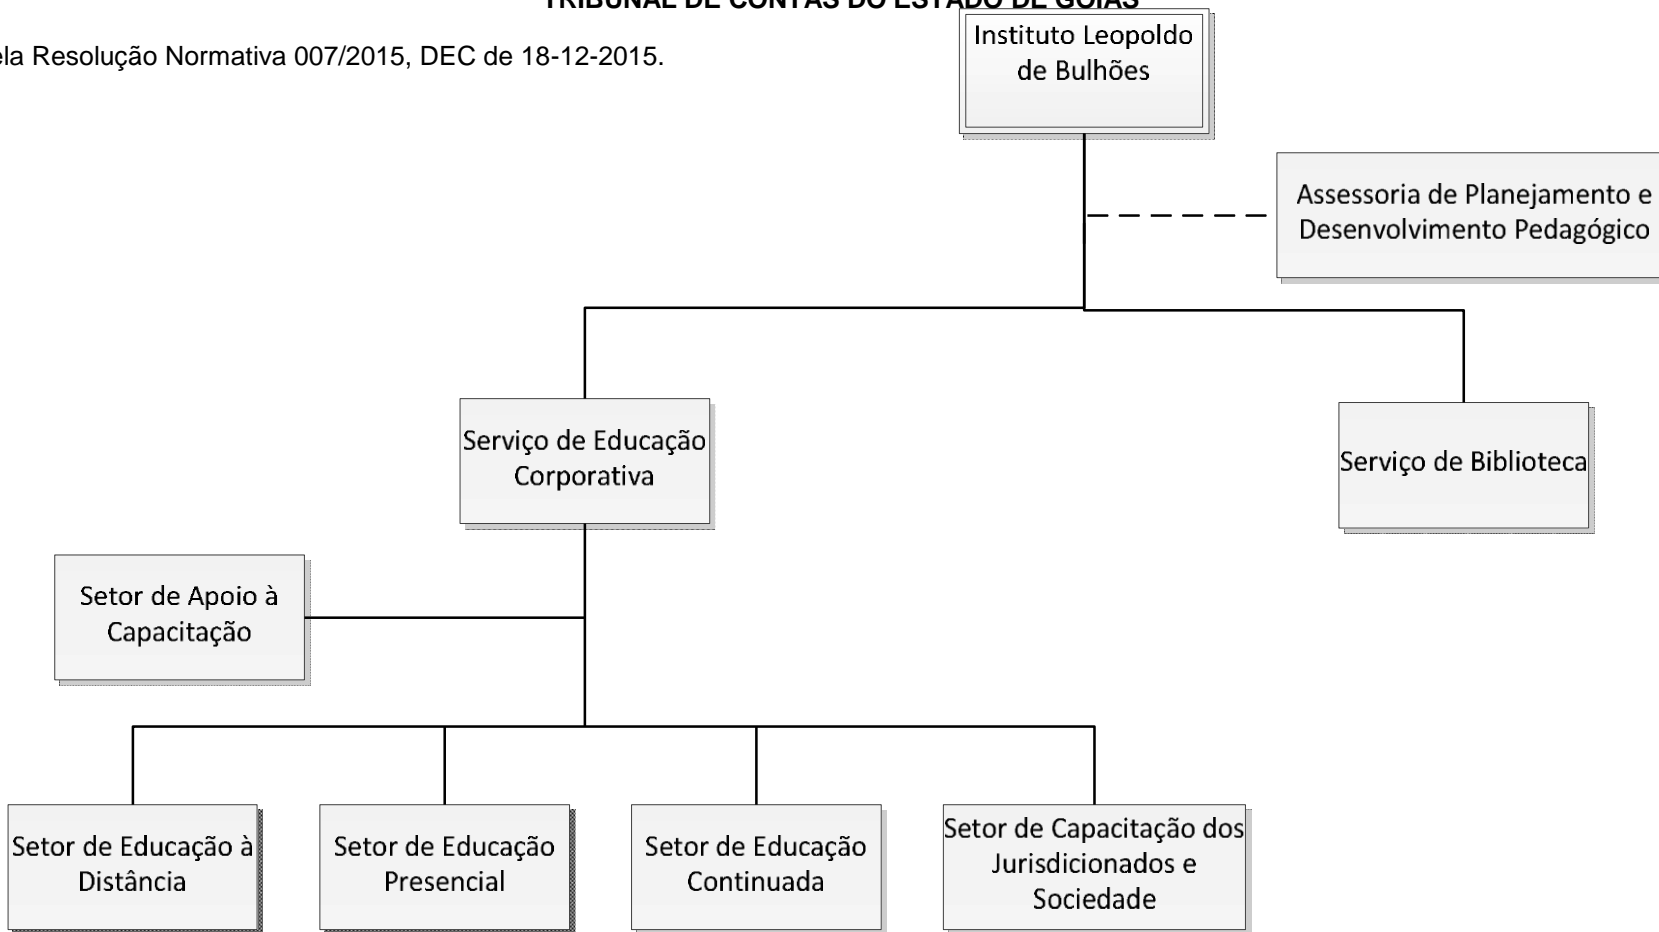 TRIBUNAL DE CONTAS DO ESTADO DE GOIÁS
ela Resolução Normativa 007/2015, DEC de 18-12-2015.
Instituto Leopoldo
de Bulhões
Assessoria de Planejamento e
Desenvolvimento Pedagógico
Serviço de Educação
Corporativa
Serviço de Biblioteca
Setor de Apoio à
Capacitação
Setor de Educação à
Distância
Setor de Educação
Presencial
Setor de Educação
Continuada
Setor de Capacitação dos
Jurisdicionados e
Sociedade